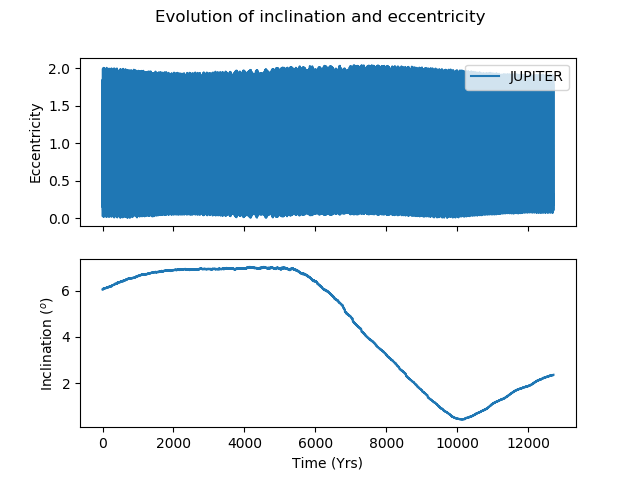 Evolution of inclination and eccentricity
2.0
1.5
1.0
0.5
0.0
Eccentricity
JUPITER
6
4
2
Inclination (°)
0 2000 4000 6000 8000 10000 12000
Time (Yrs)